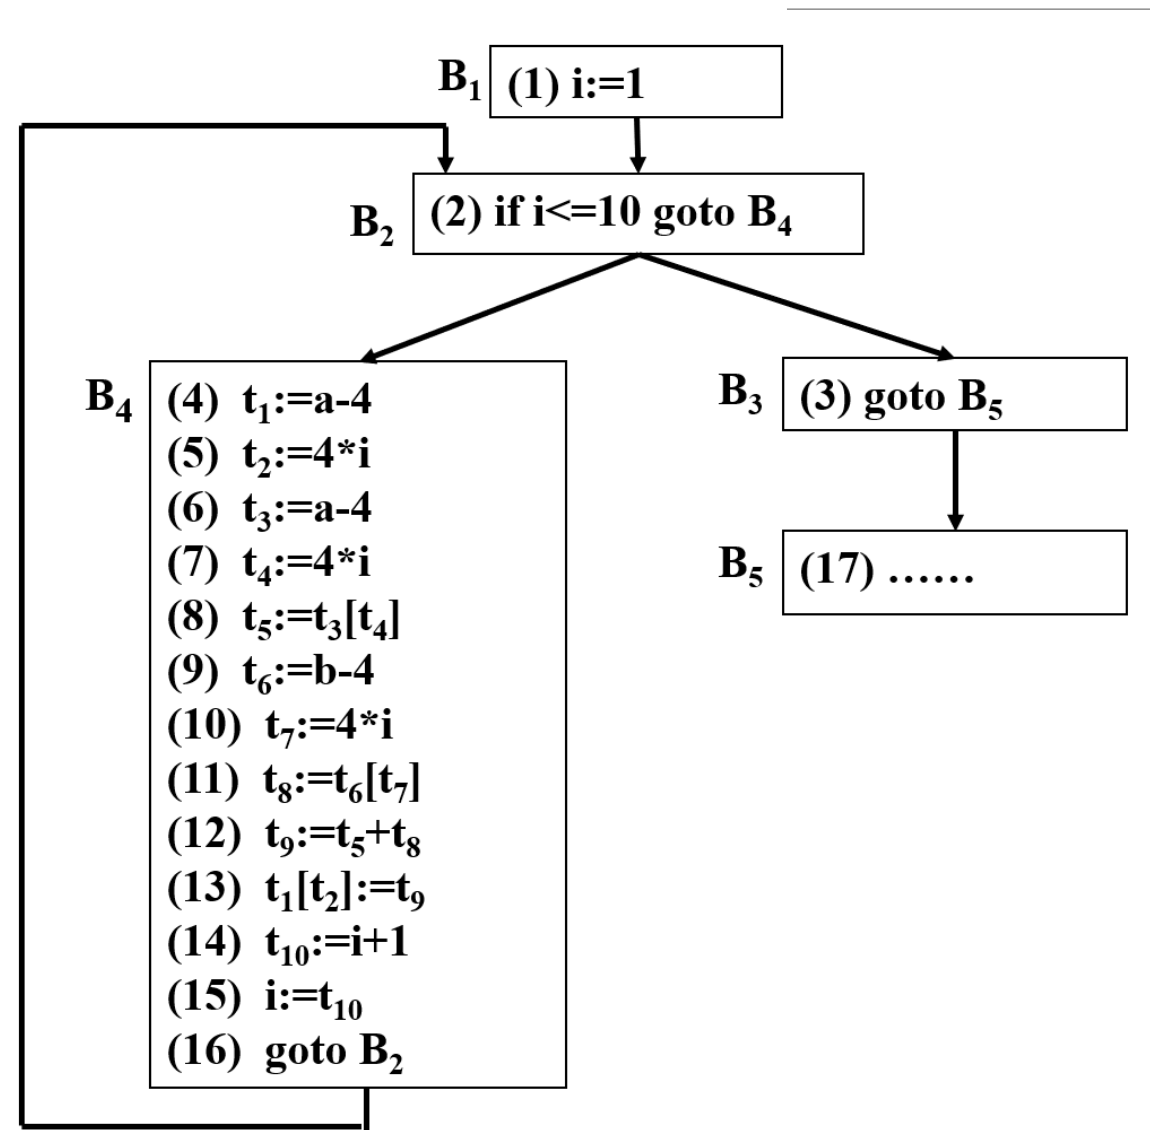 B₁ (1) i:=1
B₂ (2) if i<=10 goto B₄
B₄ (4) t₁:=a-4
(5) t₂:=4*i
(6) t₃:=a-4
(7) t₄:=4*i
(8) t₅:=t₃[t₄]
(9) t₆:=b-4
(10) t₇:=4*i
(11) t₈:=t₆[t₇]
(12) t₉:=t₅+t₈
(13) t₁[t₂]:=t₉
(14) t₁₀:=i+1
(15) i:=t₁₀
(16) goto B₂
B₃ (3) goto B₅
B₅ (17) ……